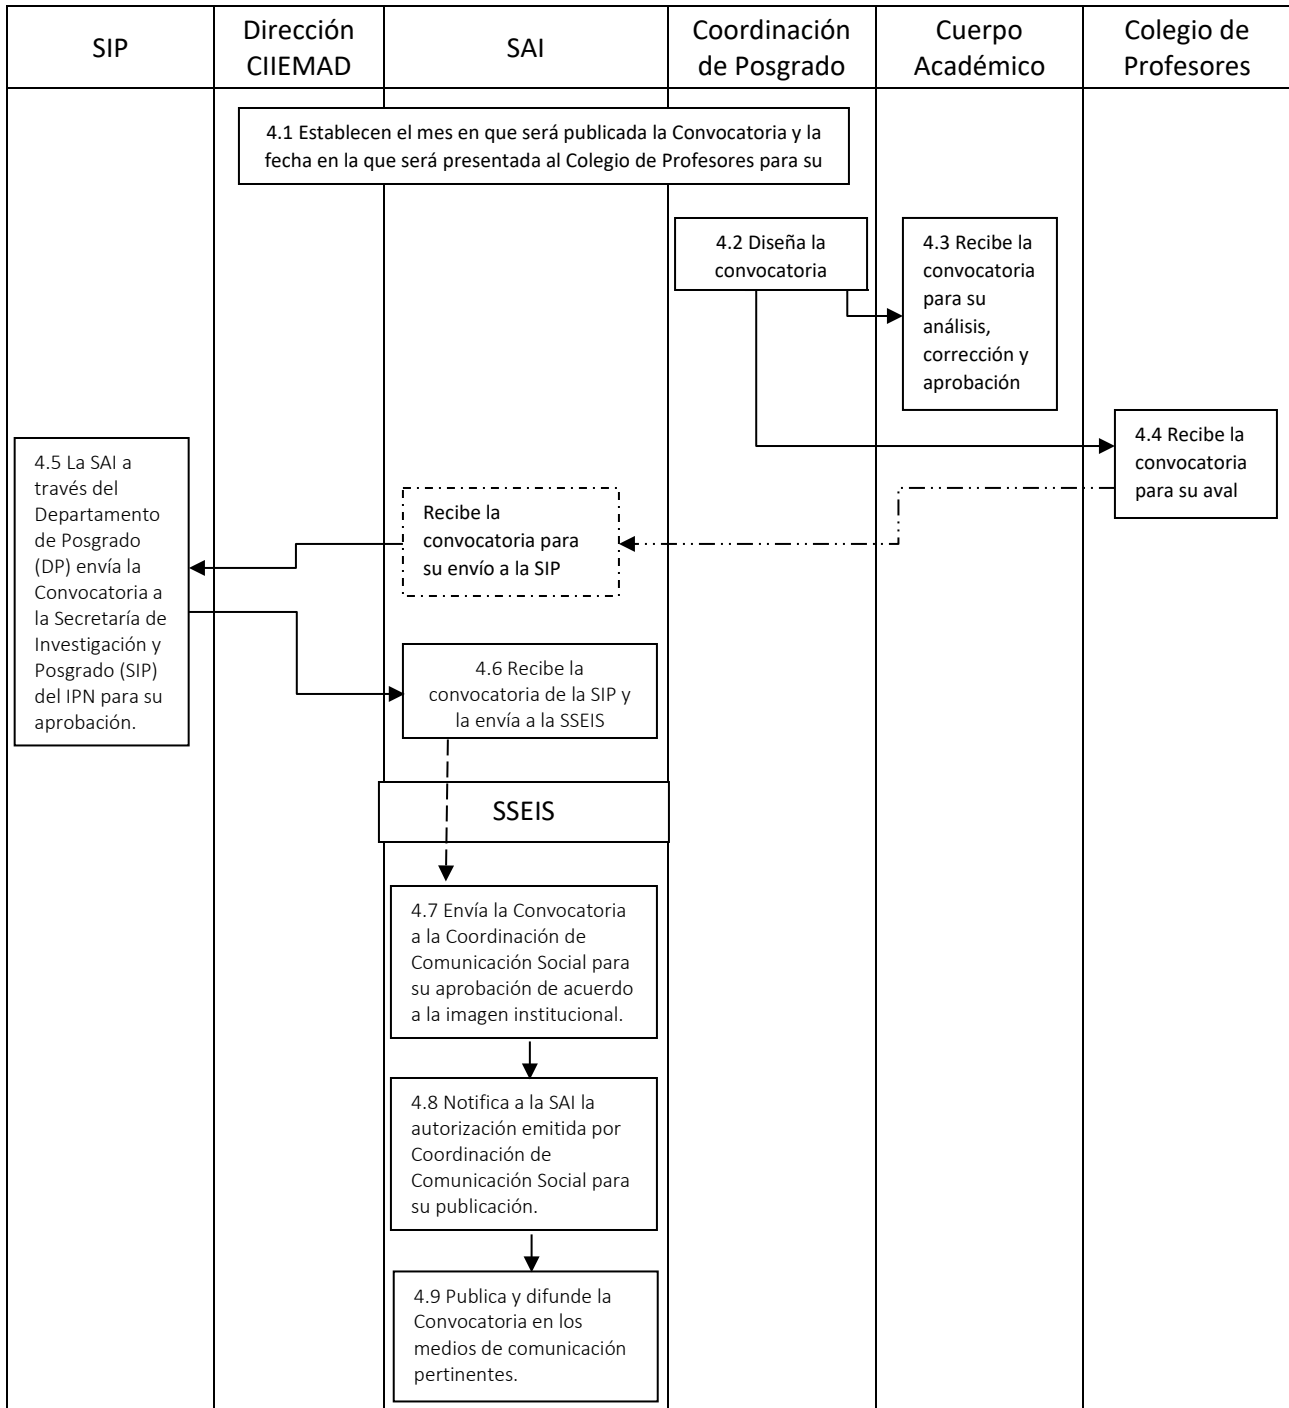 SIP
Dirección
CIIEMAD
SAI
Coordinación
de Posgrado
Cuerpo
Académico
Colegio de
Profesores
4.1 Establecen el mes en que será publicada la Convocatoria y la
fecha en la que será presentada al Colegio de Profesores para su
4.2 Diseña la
convocatoria
4.3 Recibe la
convocatoria
para su
análisis,
corrección y
aprobación
4.4 Recibe la
convocatoria
para su aval
4.5 La SAI a
través del
Departamento
de Posgrado
(DP) envía la
Convocatoria a
la Secretaría de
Investigación y
Posgrado (SIP)
del IPN para su
aprobación.
Recibe la
convocatoria para
su envío a la SIP
4.6 Recibe la
convocatoria de la SIP y
la envía a la SSEIS
SSEIS
4.7 Envía la Convocatoria
a la Coordinación de
Comunicación Social para
su aprobación de acuerdo
a la imagen institucional.
4.8 Notifica a la SAI la
autorización emitida por
Coordinación de
Comunicación Social para
su publicación.
4.9 Publica y difunde la
Convocatoria en los
medios de comunicación
pertinentes.